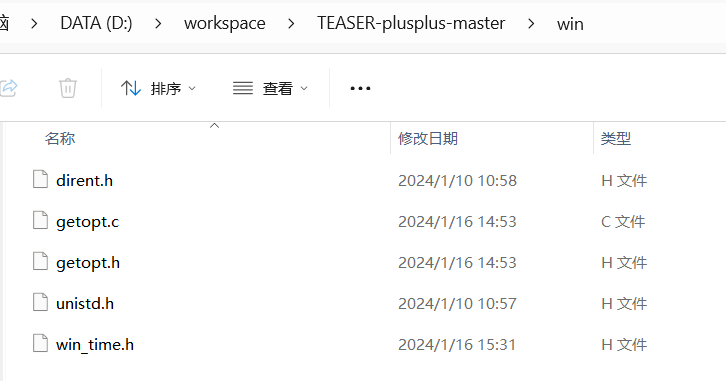 脑 > DATA (D:) > workspace > TEASER-plusplus-master > win
排序 查看 •••
名称 修改日期 类型
dirent.h 2024/1/10 10:58 H 文件
getopt.c 2024/1/16 14:53 C 文件
getopt.h 2024/1/16 14:53 H 文件
unistd.h 2024/1/10 10:57 H 文件
win_time.h 2024/1/16 15:31 H 文件